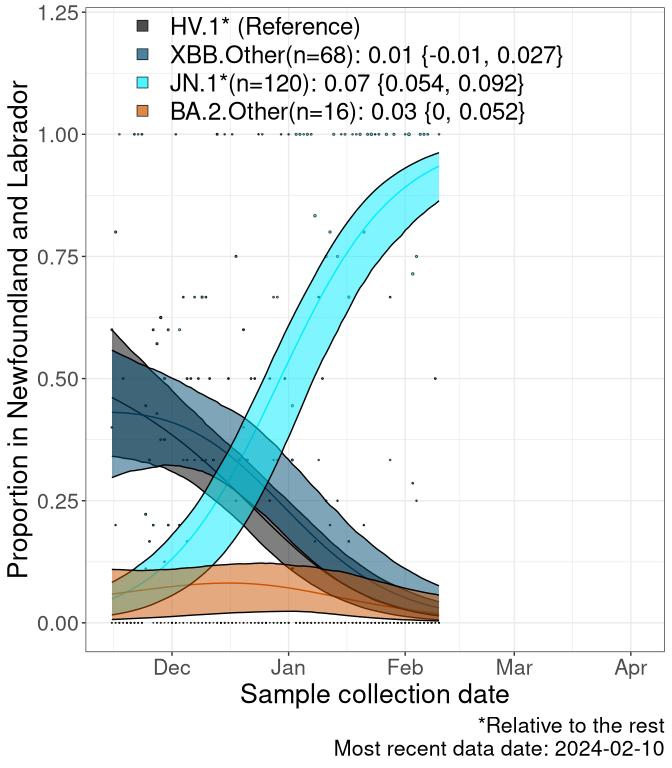 HV.1* (Reference)
XBB.Other(n=68): 0.01 {-0.01, 0.027}
JN.1*(n=120): 0.07 {0.054, 0.092}
BA.2.Other(n=16): 0.03 {0, 0.052}
Proportion in Newfoundland and Labrador
1.25
1.00
0.75
0.50
0.25
0.00
Dec Jan Feb Mar Apr
Sample collection date
*Relative to the rest
Most recent data date: 2024-02-10